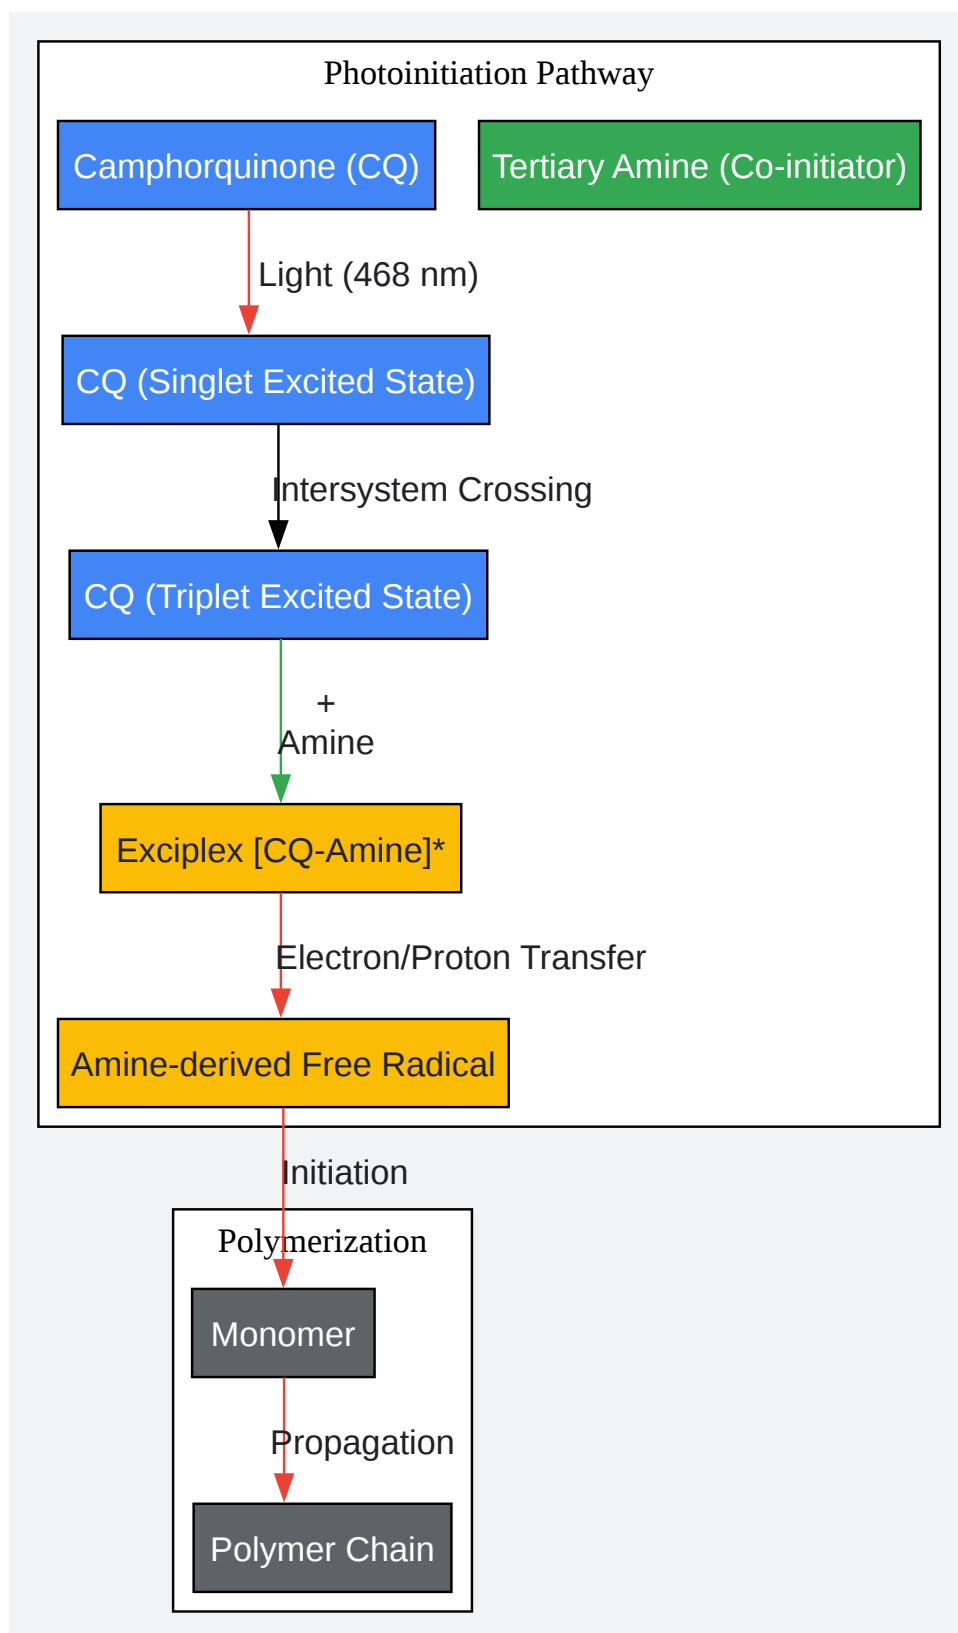 Photoinitiation Pathway
Camphorquinone (CQ)
Tertiary Amine (Co-initiator)
Light (468 nm)
CQ (Singlet Excited State)
Intersystem Crossing
CQ (Triplet Excited State)
+
Amine
Exciplex [CQ-Amine]*
Electron/Proton Transfer
Amine-derived Free Radical
Initiation
Polymerization
Monomer
Propagation
Polymer Chain